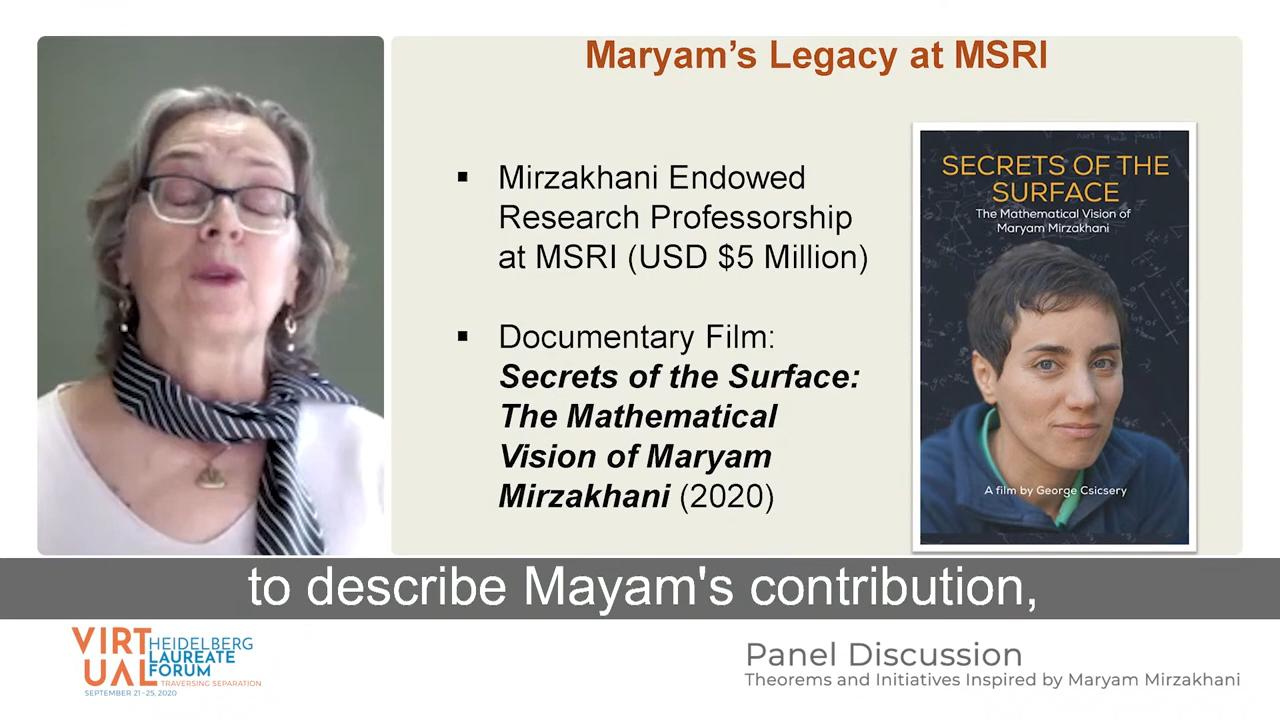 Maryam’s Legacy at MSRI
▪ Mirzakhani Endowed
Research Professorship
at MSRI (USD $5 Million)
▪ Documentary Film:
Secrets of the Surface:
The Mathematical
Vision of Maryam
Mirzakhani (2020)
SECRETS OF THE
SURFACE
The Mathematical Vision of
Maryam Mirzakhani
A film by George Csicsery
to describe Mayam's contribution,
VIRT
UAL
HEIDELBERG
LAUREATE
FORUM
TRAVERSING SEPARATION
SEPTEMBER 21–25, 2020
Panel Discussion
Theorems and Initiatives Inspired by Maryam Mirzakhani